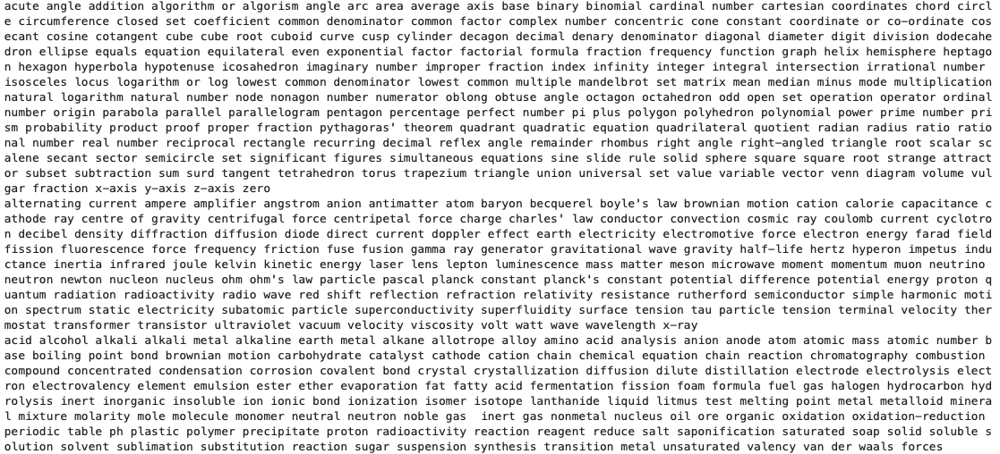 acute angle addition algorithm or algorism angle arc area average axis base binary binomial cardinal number cartesian coordinates chord circl
e circumference closed set coefficient common denominator common factor complex number concentric cone constant coordinate or co-ordinate cos
ecant cosine cotangent cube cube root cuboid curve cusp cylinder decagon decimal denary denominator diagonal diameter digit division dodecahe
dron ellipse equals equation equilateral even exponential factor factorial formula fraction frequency function graph helix hemisphere heptago
n hexagon hyperbola hypotenuse icosahedron imaginary number improper fraction index infinity integer integral intersection irrational number
isosceles locus logarithm or log lowest common denominator lowest common multiple mandelbrot set matrix mean median minus mode multiplication
natural logarithm natural number node nonagon number numerator oblong obtuse angle octagon octahedron odd open set operation operator ordinal
number origin parabola parallel parallelogram pentagon percentage perfect number pi plus polygon polyhedron polynomial power prime number pri
sm probability product proof proper fraction pythagoras' theorem quadrant quadratic equation quadrilateral quotient radian radius ratio ratio
nal number real number reciprocal rectangle recurring decimal reflex angle remainder rhombus right angle right-angled triangle root scalar sc
alene secant sector semicircle set significant figures simultaneous equations sine slide rule solid sphere square square root strange attract
or subset subtraction sum surd tangent tetrahedron torus trapezium triangle union universal set value variable vector venn diagram volume vul
gar fraction x-axis y-axis z-axis zero
alternating current ampere amplifier angstrom anion antimatter atom baryon becquerel boyle's law brownian motion cation calorie capacitance c
athode ray centre of gravity centrifugal force centripetal force charge charles' law conductor convection cosmic ray coulomb current cyclotro
n decibel density diffraction diffusion diode direct current doppler effect earth electricity electromotive force electron energy farad field
fission fluorescence force frequency friction fuse fusion gamma ray generator gravitational wave gravity half-life hertz hyperon impetus indu
ctance inertia infrared joule kelvin kinetic energy laser lens lepton luminescence mass matter meson microwave moment momentum muon neutrino
neutron newton nucleon nucleus ohm ohm's law particle pascal planck constant planck's constant potential difference potential energy proton q
uantum radiation radioactivity radio wave red shift reflection refraction relativity resistance rutherford semiconductor simple harmonic moti
on spectrum static electricity subatomic particle superconductivity superfluidity surface tension tau particle tension terminal velocity ther
mostat transformer transistor ultraviolet vacuum velocity viscosity volt watt wave wavelength x-ray
acid alcohol alkali alkali metal alkaline earth metal alkane allotrope alloy amino acid analysis anion anode atom atomic mass atomic number b
ase boiling point bond brownian motion carbohydrate catalyst cathode cation chain chemical equation chain reaction chromatography combustion
compound concentrated condensation corrosion covalent bond crystal crystallization diffusion dilute distillation electrode electrolysis elect
ron electrovalency element emulsion ester ether evaporation fat fatty acid fermentation fission foam formula fuel gas halogen hydrocarbon hyd
rolysis inert inorganic insoluble ion ionic bond ionization isomer isotope lanthanide liquid litmus test melting point metal metalloid minera
l mixture molarity mole molecule monomer neutral neutron noble gas  inert gas nonmetal nucleus oil ore organic oxidation oxidation-reduction
periodic table ph plastic polymer precipitate proton radioactivity reaction reagent reduce salt saponification saturated soap solid soluble s
olution solvent sublimation substitution reaction sugar suspension synthesis transition metal unsaturated valency van der waals forces